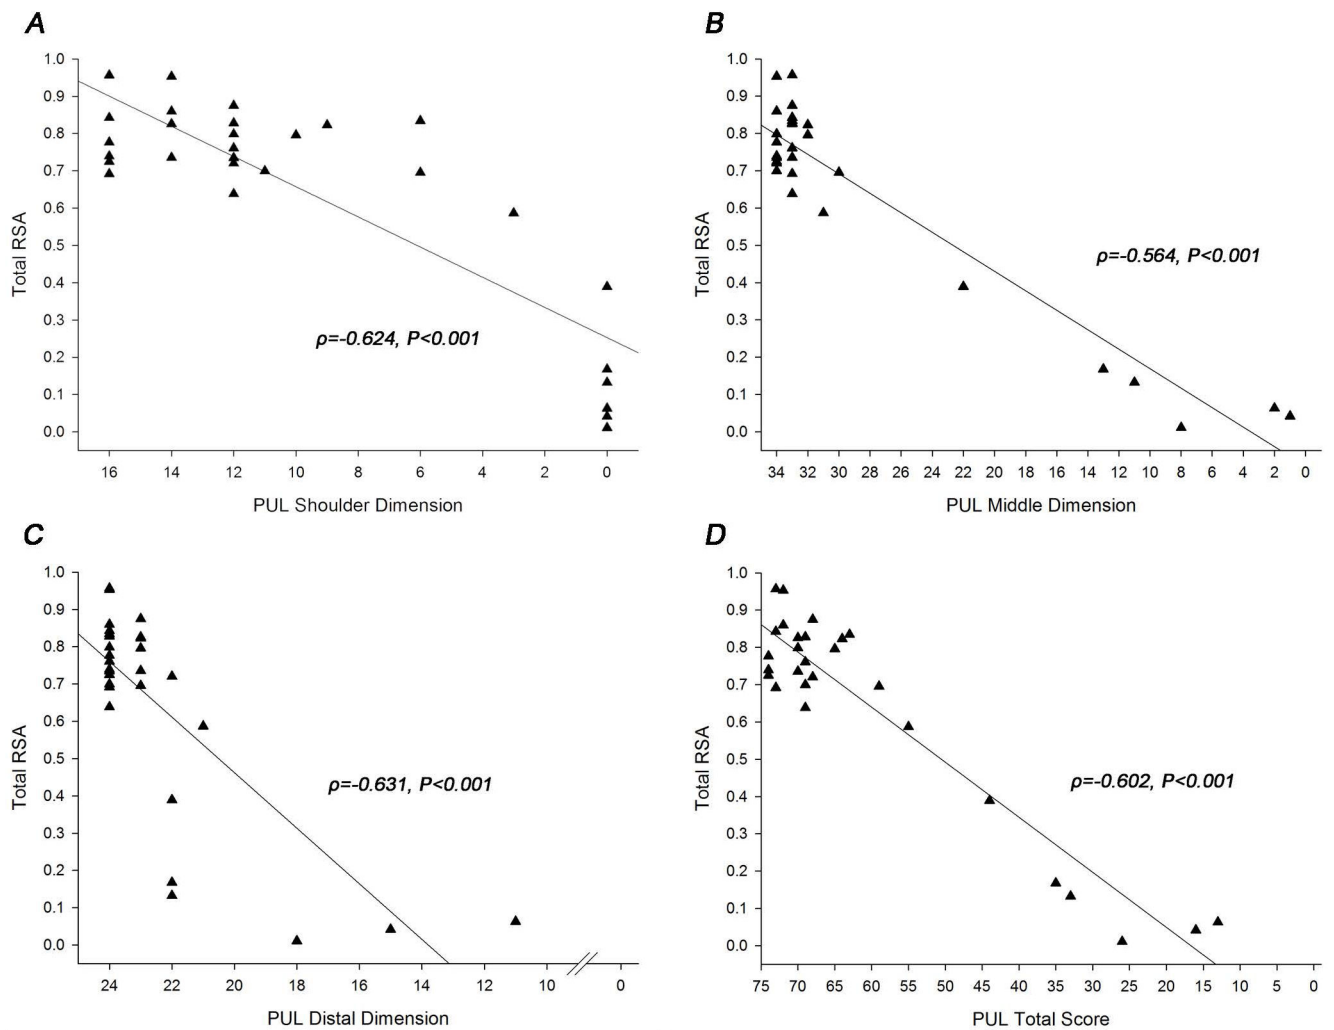 A
1.0
0.9
0.8
0.7
0.6
0.5
0.4
0.3
0.2
0.1
0.0
Total RSA
ρ=-0.624, P<0.001
16 14 12 10 8 6 4 2 0
PUL Shoulder Dimension
B
1.0
0.9
0.8
0.7
0.6
0.5
0.4
0.3
0.2
0.1
0.0
Total RSA
ρ=-0.564, P<0.001
34 32 30 28 26 24 22 20 18 16 14 12 10 8 6 4 2 0
PUL Middle Dimension
C
1.0
0.9
0.8
0.7
0.6
0.5
0.4
0.3
0.2
0.1
0.0
Total RSA
ρ=-0.631, P<0.001
24 22 20 18 16 14 12 10 0
PUL Distal Dimension
D
1.0
0.9
0.8
0.7
0.6
0.5
0.4
0.3
0.2
0.1
0.0
Total RSA
ρ=-0.602, P<0.001
75 70 65 60 55 50 45 40 35 30 25 20 15 10 5 0
PUL Total Score